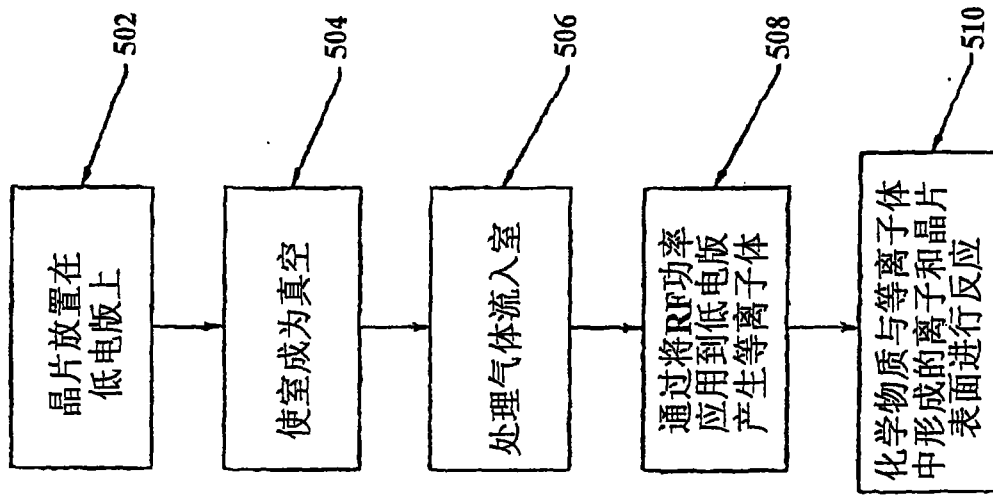 晶片放置在
低电版上
502
使室成为真空
504
处理气体流入室
506
通过将RF功率
应用到低电版
产生等离子体
508
化学物质与等离子体
中形成的离子和晶片
表面进行反应
510